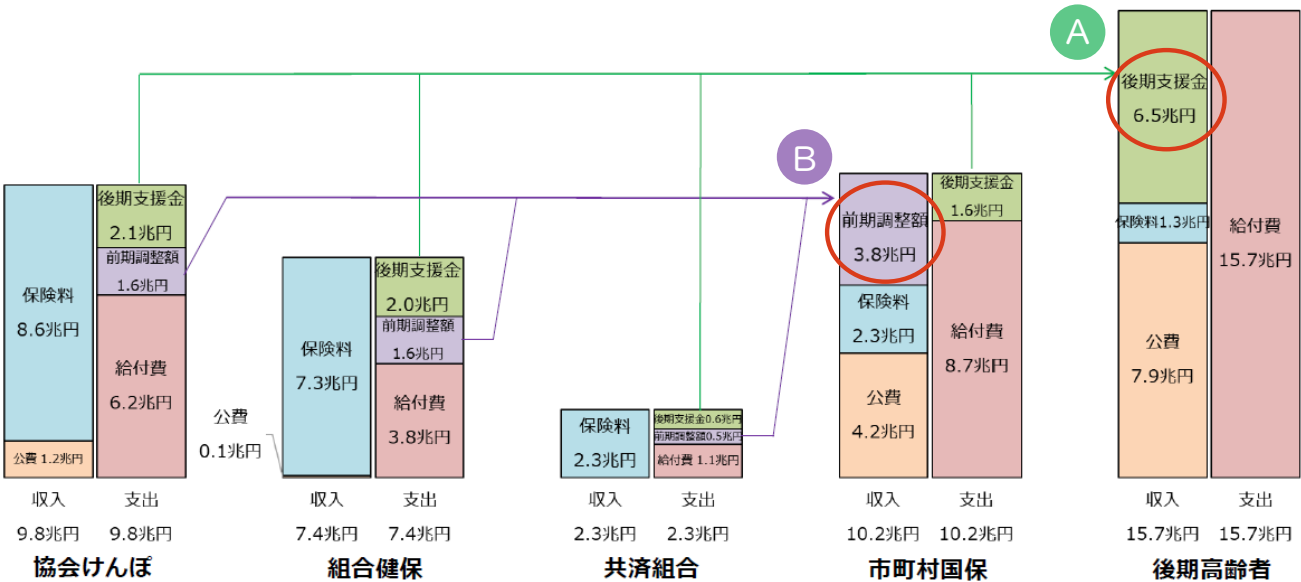 A
後期支援金
6.5兆円
保険料1.3兆円
公費
7.9兆円
給付費
15.7兆円
B
保険料
8.6兆円
公費 1.2兆円
後期支援金
2.1兆円
前期調整額
1.6兆円
給付費
6.2兆円
公費
0.1兆円
保険料
7.3兆円
後期支援金
2.0兆円
前期調整額
1.6兆円
給付費
3.8兆円
保険料
2.3兆円
後期支援金0.6兆円
前期調整額0.5兆円
給付費 1.1兆円
前期調整額
3.8兆円
保険料
2.3兆円
公費
4.2兆円
後期支援金
1.6兆円
給付費
8.7兆円
収入 支出 収入 支出 収入 支出 収入 支出 収入 支出
9.8兆円 9.8兆円 7.4兆円 7.4兆円 2.3兆円 2.3兆円 10.2兆円 10.2兆円 15.7兆円 15.7兆円
協会けんぽ 組合健保 共済組合 市町村国保 後期高齢者